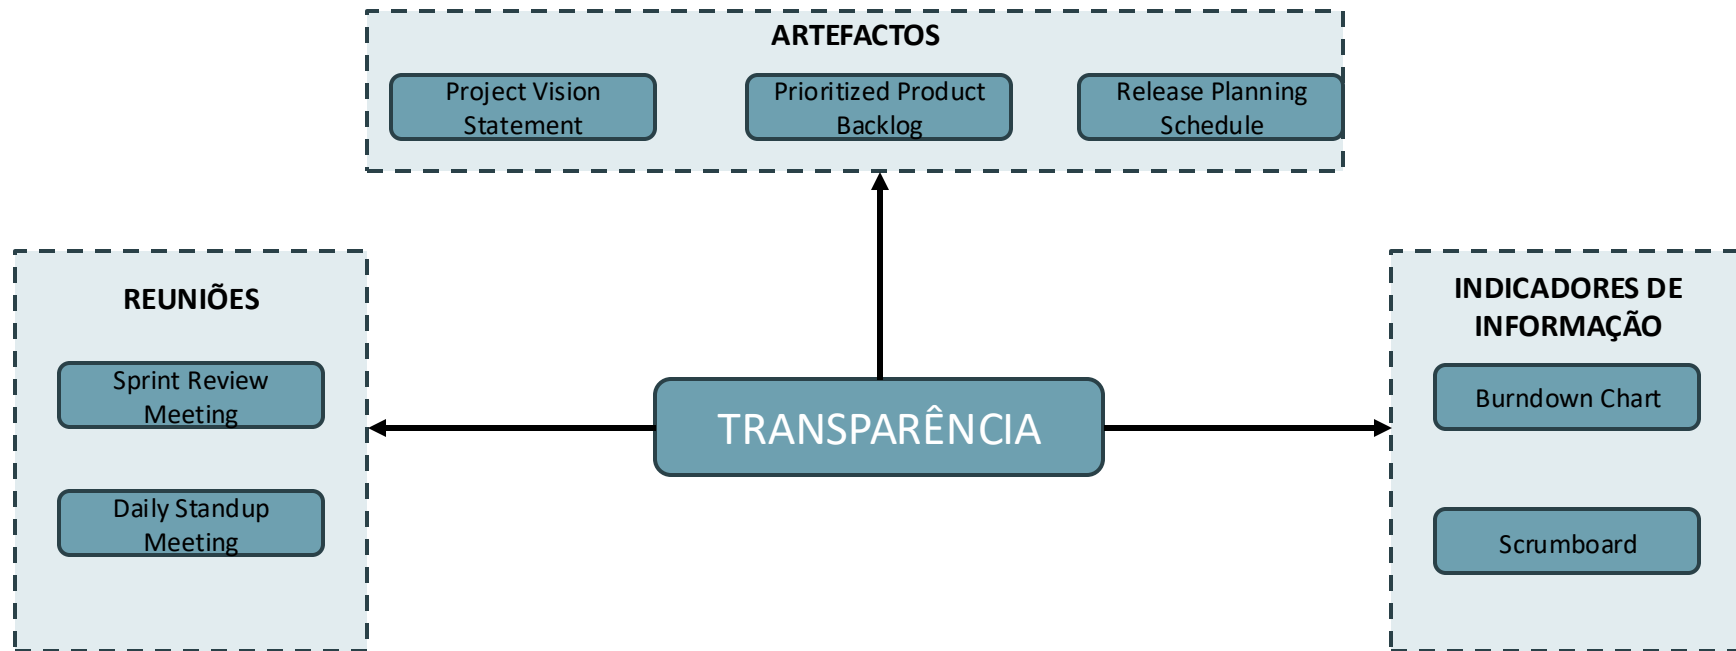 ARTEFACTOS
Project Vision
Statement
Prioritized Product
Backlog
Release Planning
Schedule
REUNIÕES
Sprint Review
Meeting
Daily Standup
Meeting
TRANSPARÊNCIA
INDICADORES DE
INFORMAÇÃO
Burndown Chart
Scrumboard